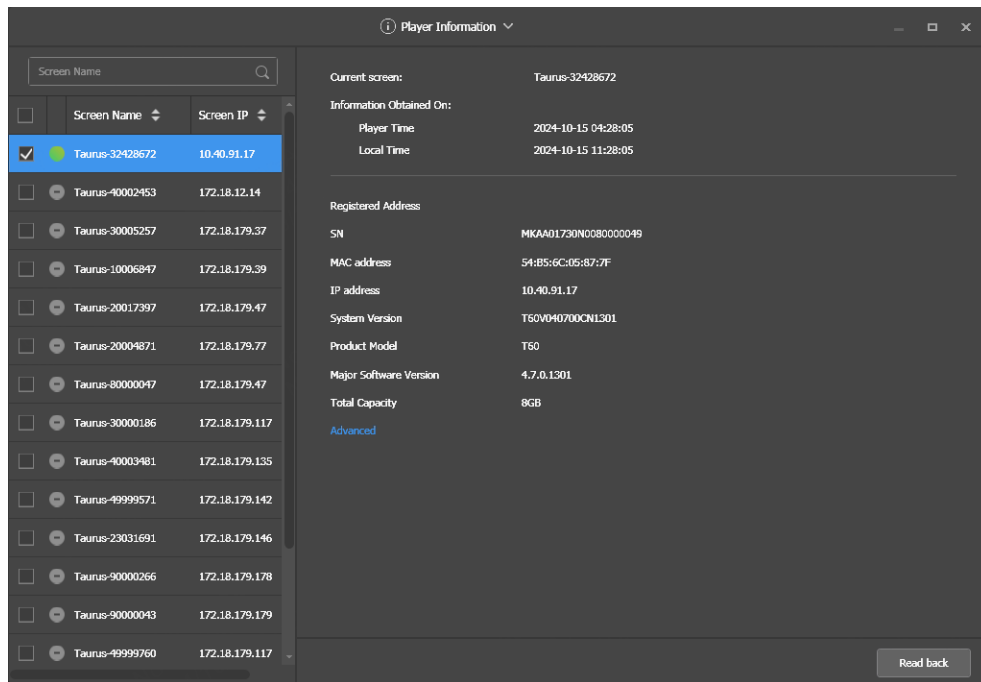 Player Information
Screen Name
Screen Name Screen IP
Taurus-32428672 10.40.91.17
Taurus-40002453 172.18.12.14
Taurus-30005257 172.18.179.37
Taurus-10006847 172.18.179.39
Taurus-20017397 172.18.179.47
Taurus-20004871 172.18.179.77
Taurus-80000047 172.18.179.47
Taurus-30000186 172.18.179.117
Taurus-40003481 172.18.179.135
Taurus-49999571 172.18.179.142
Taurus-23031691 172.18.179.146
Taurus-90000266 172.18.179.178
Taurus-90000043 172.18.179.179
Taurus-49999760 172.18.179.117
Current screen: Taurus-32428672
Information Obtained On:
Player Time 2024-10-15 04:28:05
Local Time 2024-10-15 11:28:05
Registered Address
SN MKAA01730N0080000049
MAC address 54:B5:6C:05:87:7F
IP address 10.40.91.17
System Version T60V040700CN1301
Product Model T60
Major Software Version 4.7.0.1301
Total Capacity 8GB
Advanced
Read back